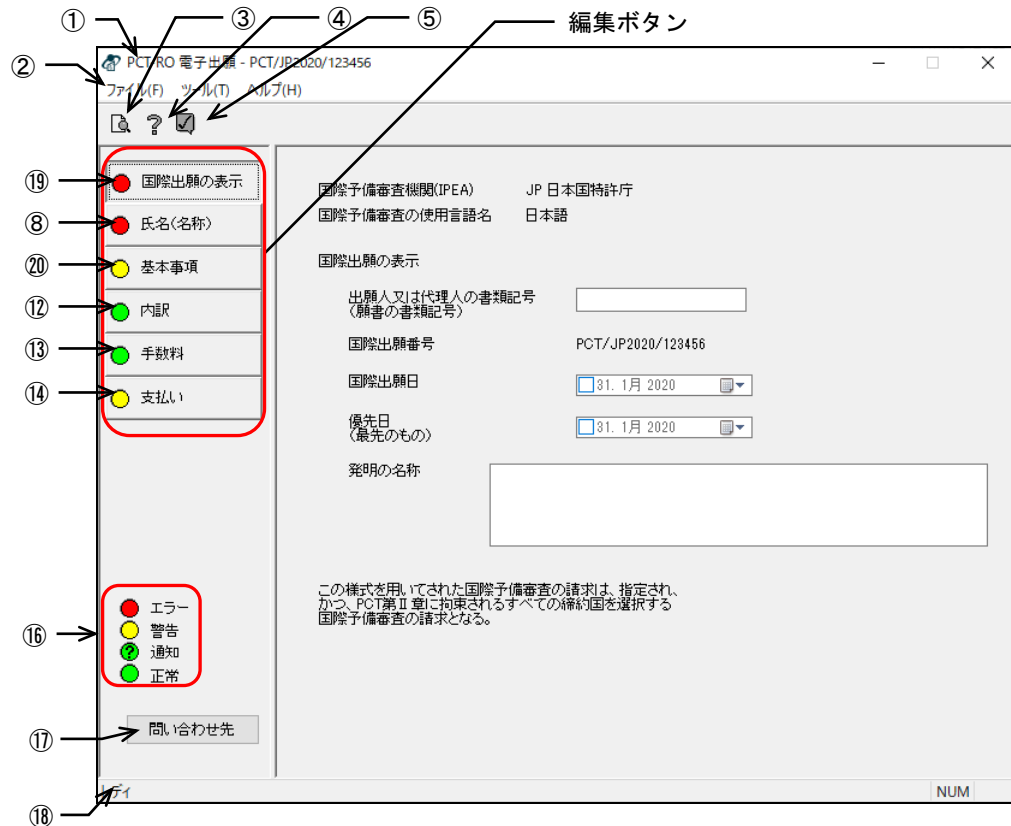 ① ③ ④ ⑤ 編集ボタン
② PCT-RO 電子出願 - PCT/JP2020/123456
ファイル(F) ツール(T) ヘルプ(H)
⑲ 国際出願の表示
⑧ 氏名(名称)
⑳ 基本事項
⑫ 内訳
⑬ 手数料
⑭ 支払い
国際予備審査機関(IPEA) JP 日本国特許庁
国際予備審査の使用言語名 日本語
国際出願の表示
出願人又は代理人の書類記号
(願書の書類記号)
国際出願番号 PCT/JP2020/123456
国際出願日 31. 1月 2020
優先日
(最先のもの) 31. 1月 2020
発明の名称
この様式を用いてされた国際予備審査の請求は、指定され、
かつ、PCT第Ⅱ章に拘束されるすべての締約国を選択する
国際予備審査の請求となる。
⑯ エラー
警告
? 通知
正常
⑰ 問い合わせ先
⑱ レディ NUM